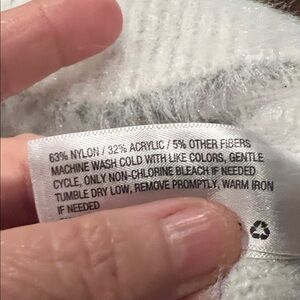 63% NYLON / 32% ACRYLIC / 5% OTHER FIBERS
MACHINE WASH COLD WITH LIKE COLORS, GENTLE
CYCLE, ONLY NON-CHLORINE BLEACH IF NEEDED
TUMBLE DRY LOW, REMOVE PROMPTLY, WARM IRON
IF NEEDED